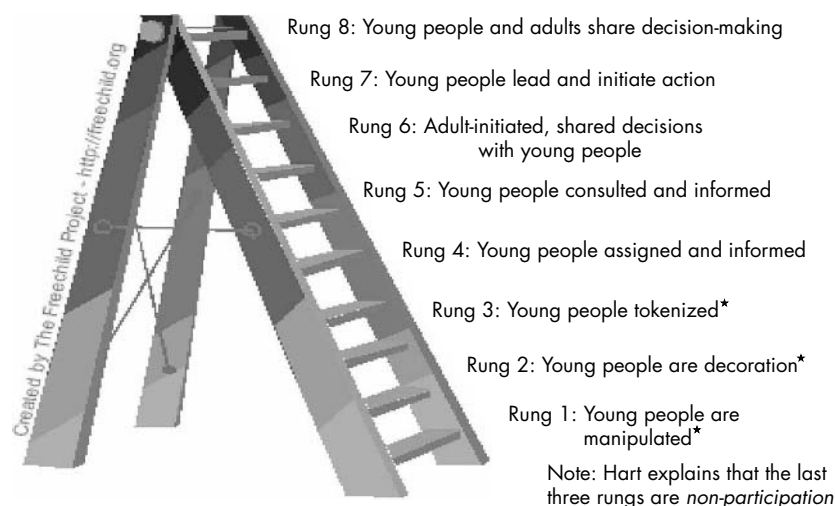 Rung 8: Young people and adults share decision-making
Rung 7: Young people lead and initiate action
Rung 6: Adult-initiated, shared decisions
with young people
Rung 5: Young people consulted and informed
Rung 4: Young people assigned and informed
Rung 3: Young people tokenized★
Rung 2: Young people are decoration★
Rung 1: Young people are
manipulated★
Note: Hart explains that the last
three rungs are non-participation
Created by The Freechild Project - http://freechild.org